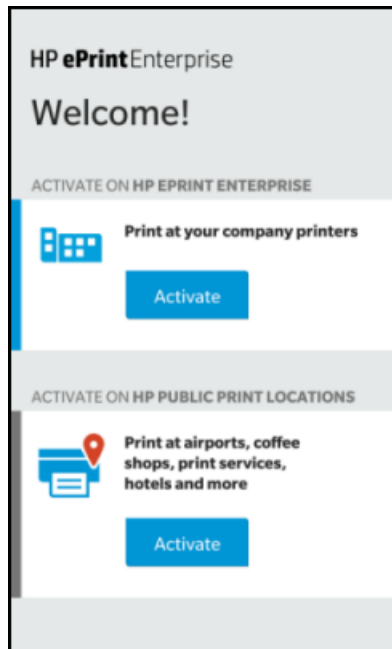 HP ePrint Enterprise
Welcome!
ACTIVATE ON HP EPRINT ENTERPRISE
Print at your company printers
Activate
ACTIVATE ON HP PUBLIC PRINT LOCATIONS
Print at airports, coffee
shops, print services,
hotels and more
Activate